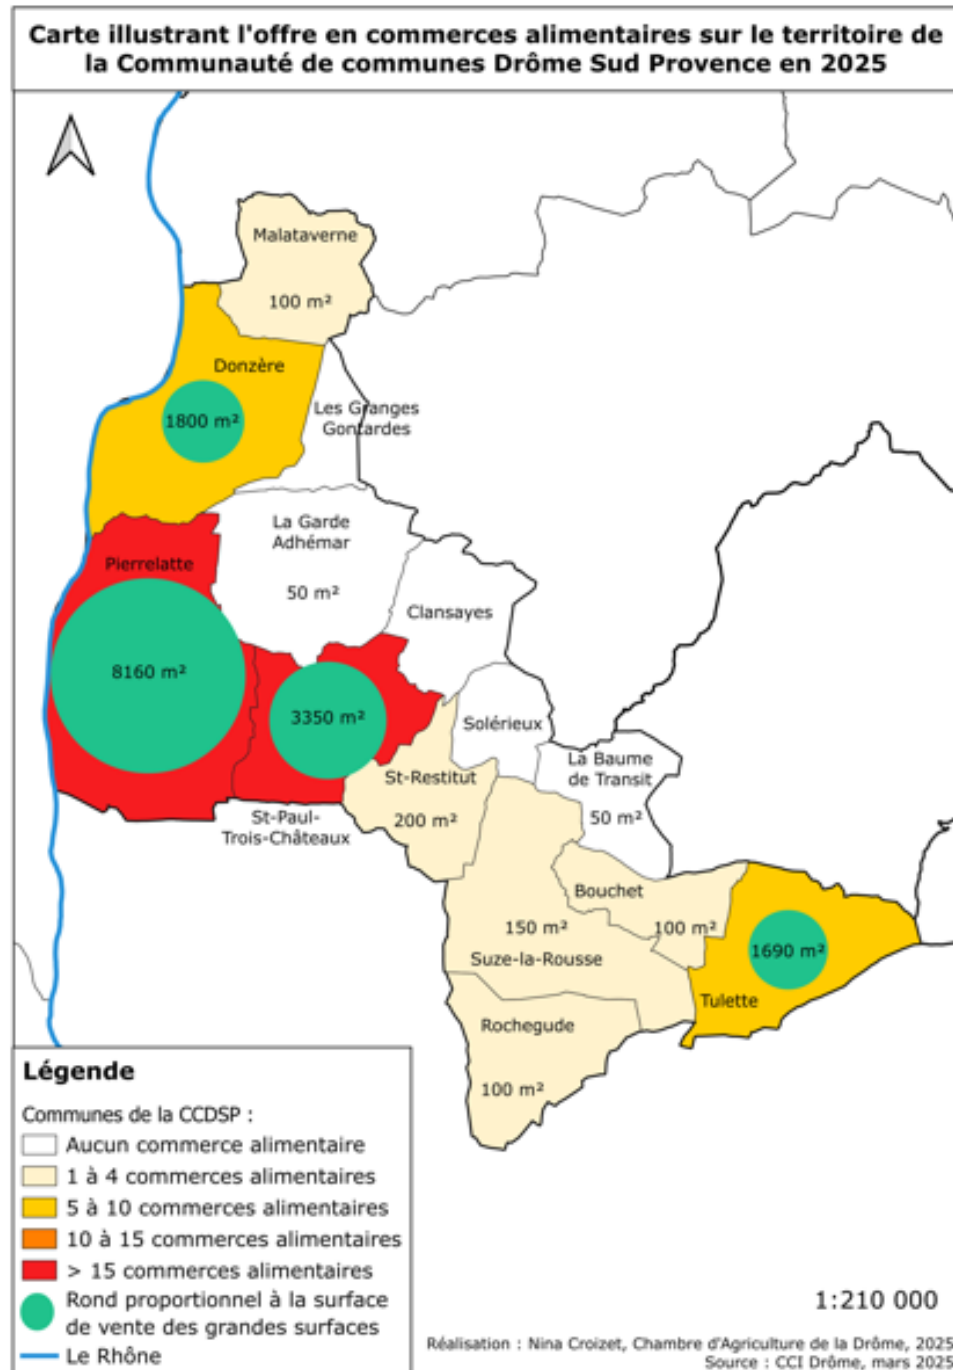 Carte illustrant l'offre en commerces alimentaires sur le territoire de
la Communauté de communes Drôme Sud Provence en 2025
Malataverne
100 m²
Donzère
1800 m²
Les Granges
Gontardes
La Garde
Adhémar
50 m²
Pierrelatte
8160 m²
Clansayes
3350 m²
Solérieux
St-Restitut
200 m²
La Baume
de Transit
50 m²
St-Paul-
Trois-Châteaux
Bouchet
100 m²
150 m²
Suze-la-Rousse
1690 m²
Tulette
Rochegude
100 m²
Légende
Communes de la CCDSP :
Aucun commerce alimentaire
1 à 4 commerces alimentaires
5 à 10 commerces alimentaires
10 à 15 commerces alimentaires
> 15 commerces alimentaires
Rond proportionnel à la surface
de vente des grandes surfaces
Le Rhône
1:210 000
Réalisation : Nina Croizet, Chambre d'Agriculture de la Drôme, 2025
Source : CCI Drôme, mars 2025